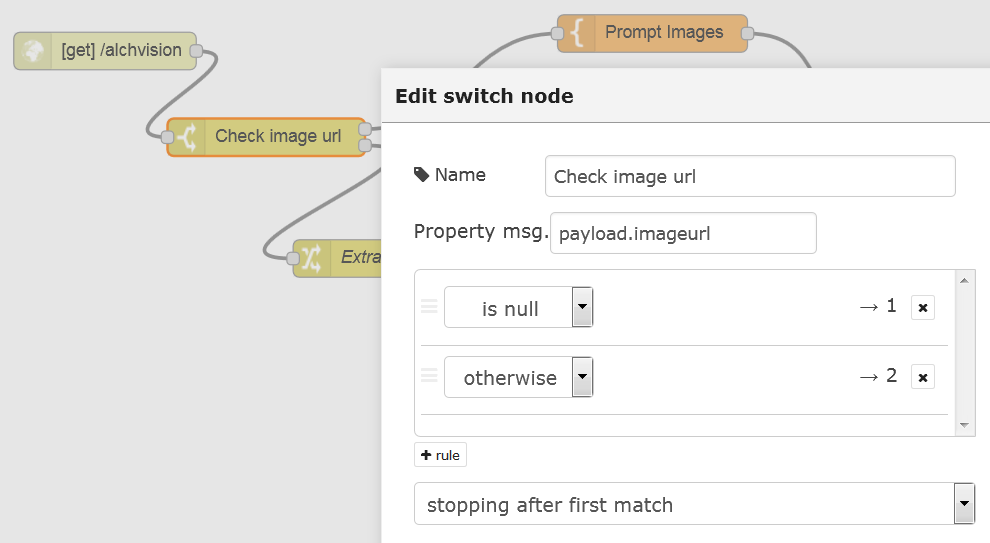 [get] /alchvision
Prompt Images
Check image url
Extra
Edit switch node
Name
Check image url
Property msg.
payload.imageurl
is null
→ 1
otherwise
→ 2
+ rule
stopping after first match